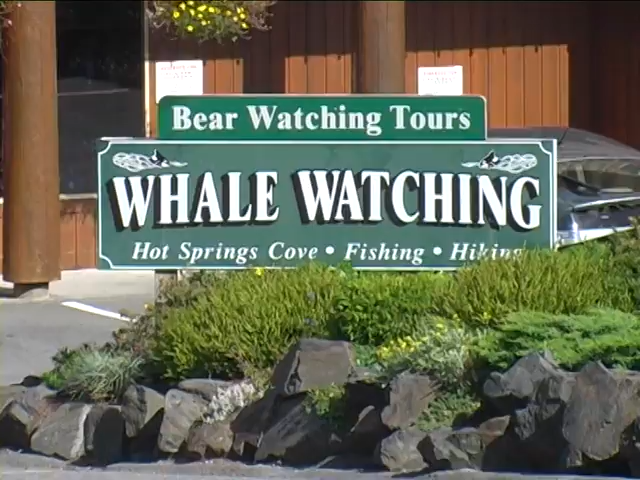 Bear Watching Tours
WHALE WATCHING
Hot Springs Cove • Fishing • Hiking